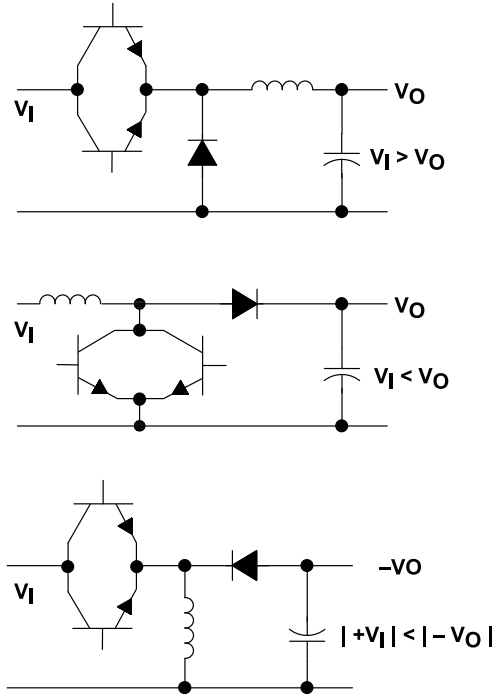 VI
VO
VI > VO
VI
VO
VI < VO
VI
–VO
| +VI | < | – VO |